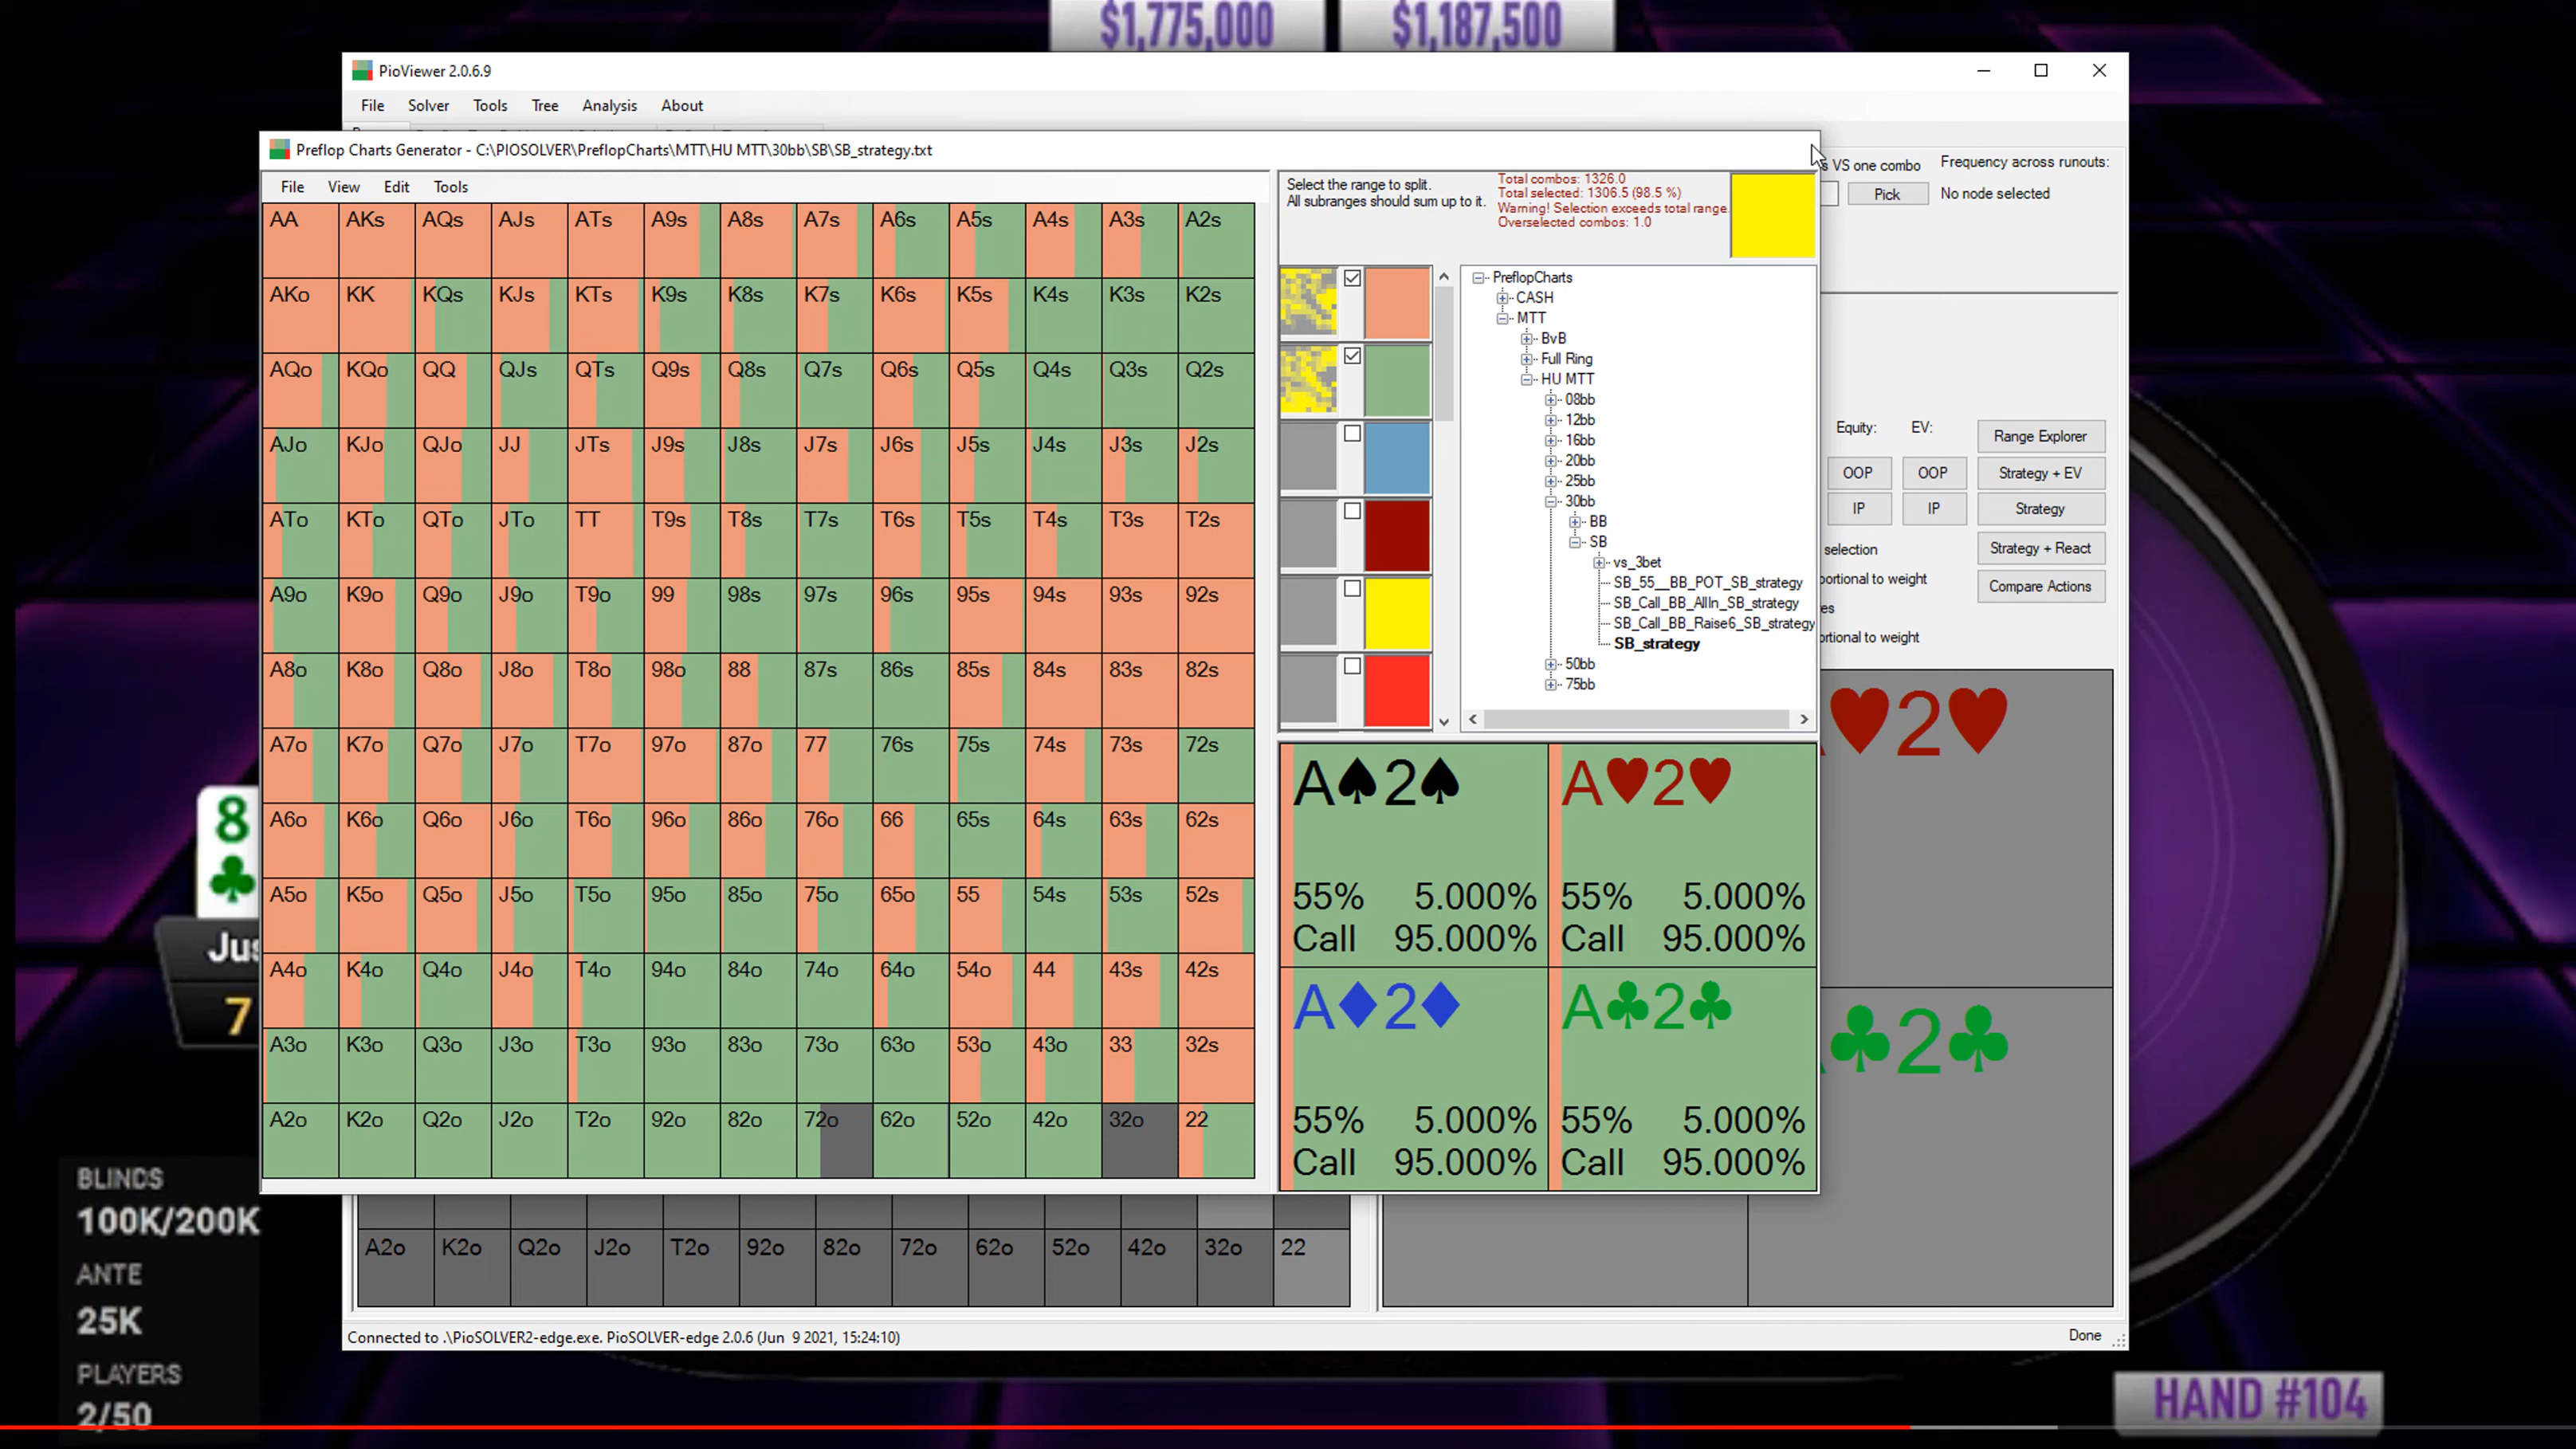 $1,775,000 $1,187,500
PioViewer 2.0.6.9
File Solver Tools Tree Analysis About
Preflop Charts Generator - C:\PIOSOLVER\PreflopCharts\MTT\HU MTT\30bb\SB\SB_strategy.txt
File View Edit Tools
Select the range to split.
All subranges should sum up to it.
Total combos: 1326.0
Total selected: 1306.5 (98.5 %)
Warning! Selection exceeds total range.
Overselected combos: 1.0
VS one combo
Pick
Frequency across runouts:
No node selected
AA AKs AQs AJs ATs A9s A8s A7s A6s A5s A4s A3s A2s
AKo KK KQs KJs KTs K9s K8s K7s K6s K5s K4s K3s K2s
AQo KQo QQ QJs QTs Q9s Q8s Q7s Q6s Q5s Q4s Q3s Q2s
AJo KJo QJo JJ JTs J9s J8s J7s J6s J5s J4s J3s J2s
ATo KTo QTo JTo TT T9s T8s T7s T6s T5s T4s T3s T2s
A9o K9o Q9o J9o T9o 99 98s 97s 96s 95s 94s 93s 92s
A8o K8o Q8o J8o T8o 98o 88 87s 86s 85s 84s 83s 82s
A7o K7o Q7o J7o T7o 97o 87o 77 76s 75s 74s 73s 72s
A6o K6o Q6o J6o T6o 96o 86o 76o 66 65s 64s 63s 62s
A5o K5o Q5o J5o T5o 95o 85o 75o 65o 55 54s 53s 52s
A4o K4o Q4o J4o T4o 94o 84o 74o 64o 54o 44 43s 42s
A3o K3o Q3o J3o T3o 93o 83o 73o 63o 53o 43o 33 32s
A2o K2o Q2o J2o T2o 92o 82o 72o 62o 52o 42o 32o 22
PreflopCharts
CASH
MTT
BvB
Full Ring
HU MTT
08bb
12bb
16bb
20bb
25bb
30bb
BB
SB
vs_3bet
SB_55__BB_POT_SB_strategy
SB_Call_BB_AllIn_SB_strategy
SB_Call_BB_Raise6_SB_strategy
SB_strategy
50bb
75bb
Equity: EV:
OOP OOP
IP IP
Range Explorer
Strategy + EV
Strategy
Strategy + React
Compare Actions
selection
portional to weight
es
ortional to weight
A♠2♠ A♥2♥
55% 5.000% 55% 5.000%
Call 95.000% Call 95.000%
A♦2♦ A♣2♣
55% 5.000% 55% 5.000%
Call 95.000% Call 95.000%
♥2♥
♣2♣
8
♣
Jus
7
BLINDS
100K/200K
ANTE
25K
PLAYERS
2/50
A2o K2o Q2o J2o T2o 92o 82o 72o 62o 52o 42o 32o 22
Connected to .\PioSOLVER2-edge.exe. PioSOLVER-edge 2.0.6 (Jun 9 2021, 15:24:10)
Done
HAND #104